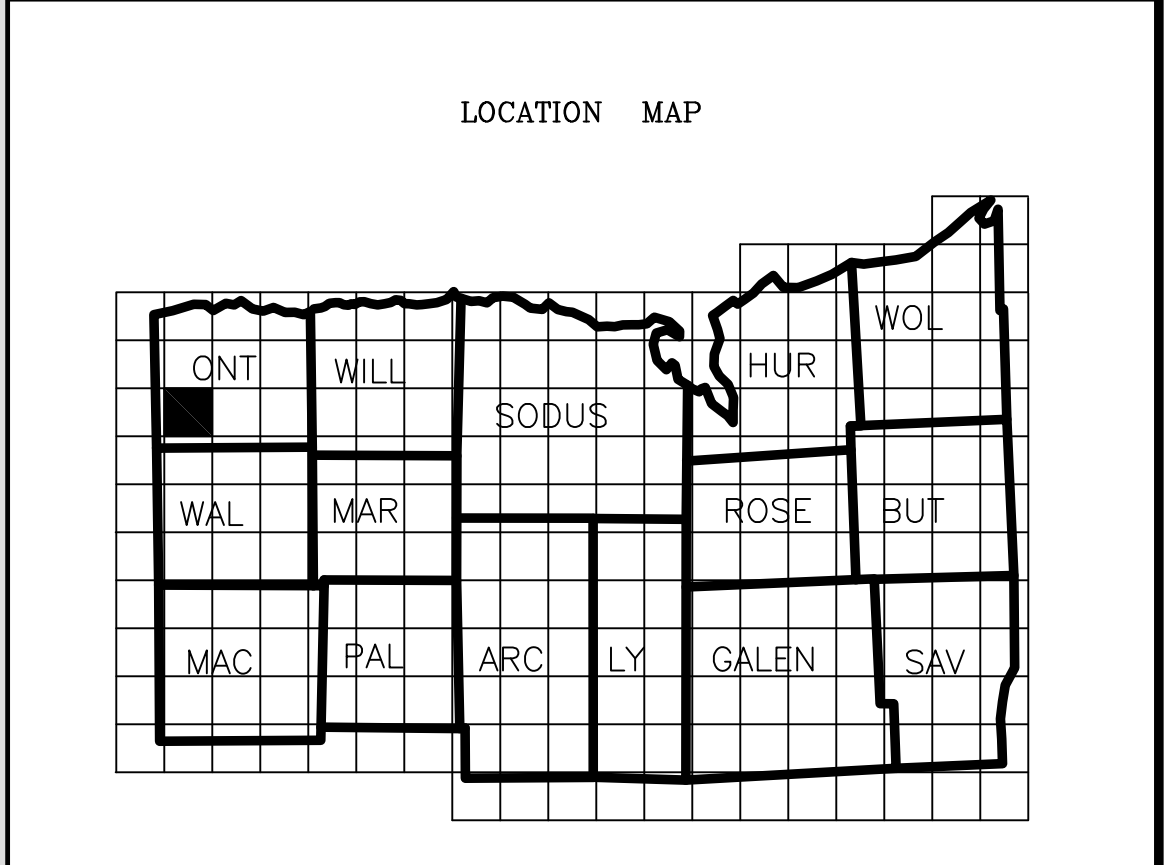 LOCATION MAP
WOL
ONT
WILL
HUR
SODUS
WAL
MAR
ROSE
BUT
MAC
PAL
ARC
LY
GALEN
SAV